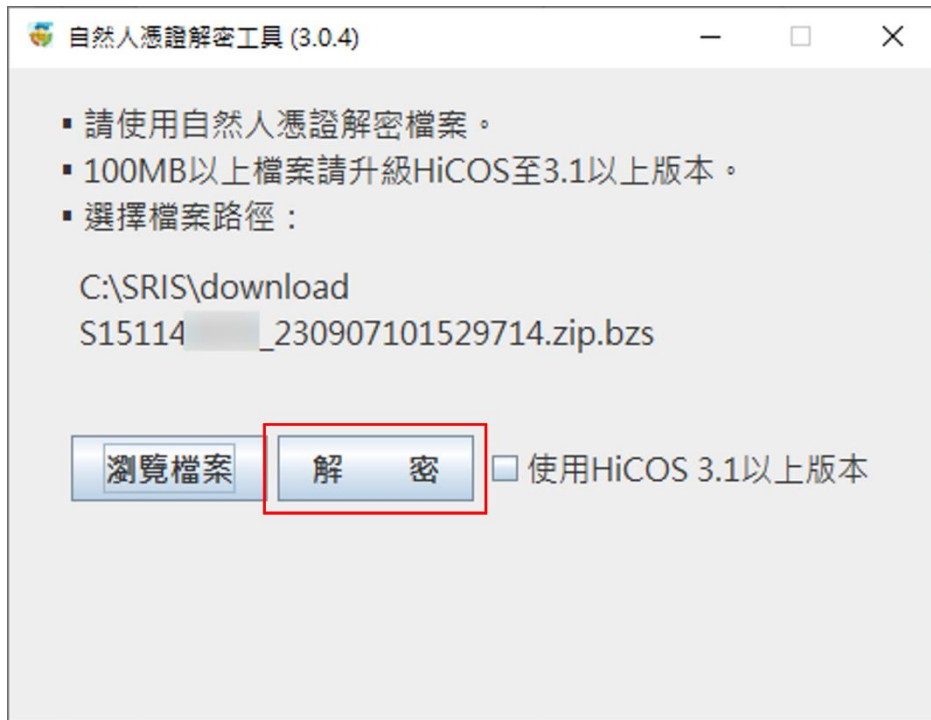 自然人憑證解密工具 (3.0.4)
▪請使用自然人憑證解密檔案。
▪100MB以上檔案請升級HiCOS至3.1以上版本。
▪選擇檔案路徑：
C:\SRIS\download
S15114 _230907101529714.zip.bzs
瀏覽檔案 解 密 使用HiCOS 3.1以上版本